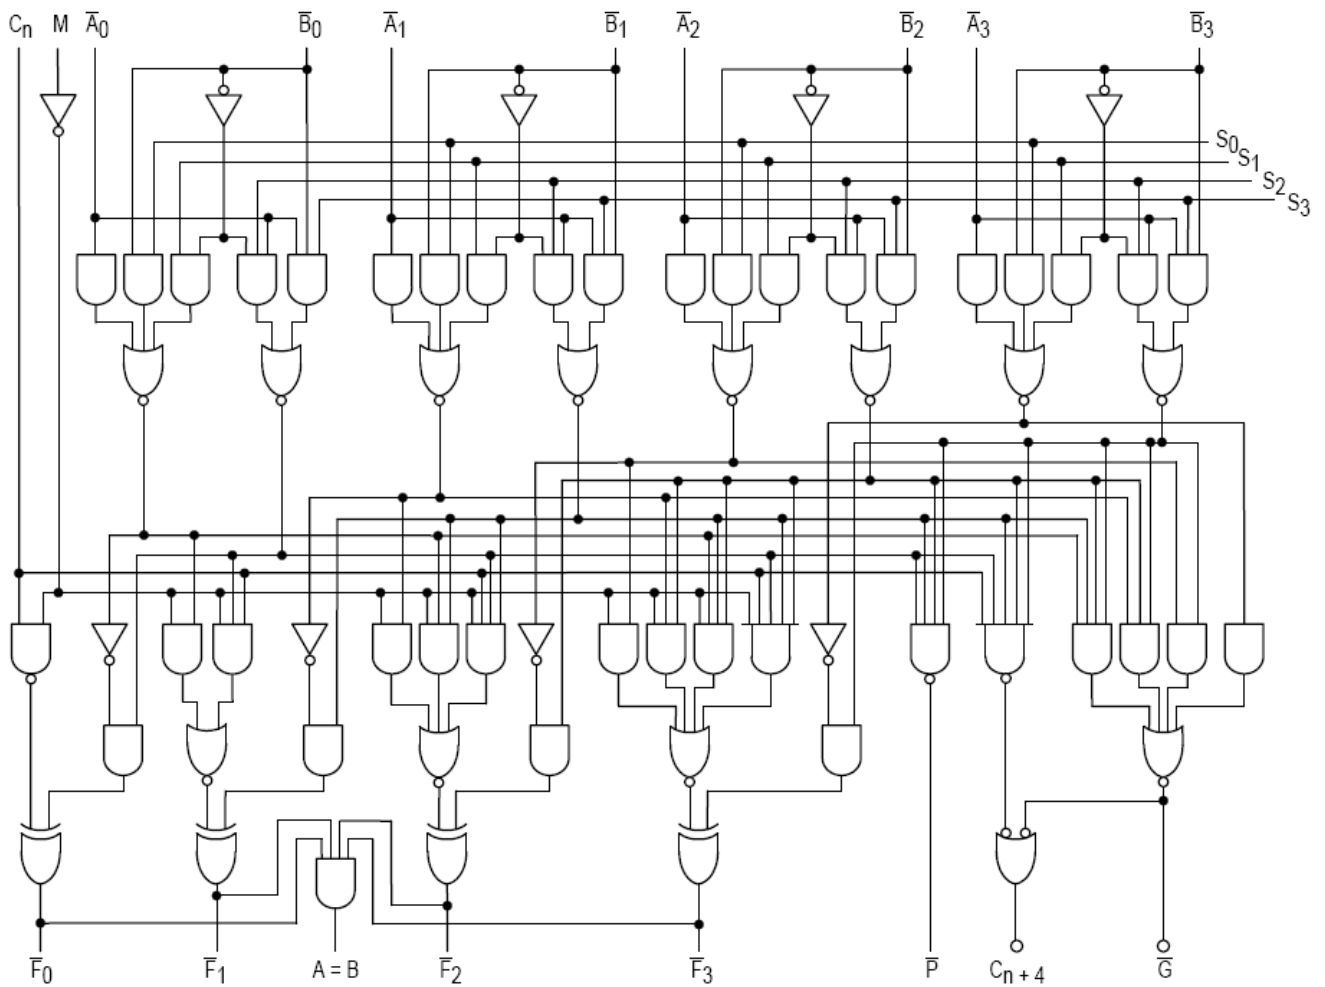 Cn M A̅0 B̅0 A̅1 B̅1 A̅2 B̅2 A̅3 B̅3
S0
S1
S2
S3
F̅0 F̅1 A = B F̅2 F̅3 P̅ Cn + 4 G̅